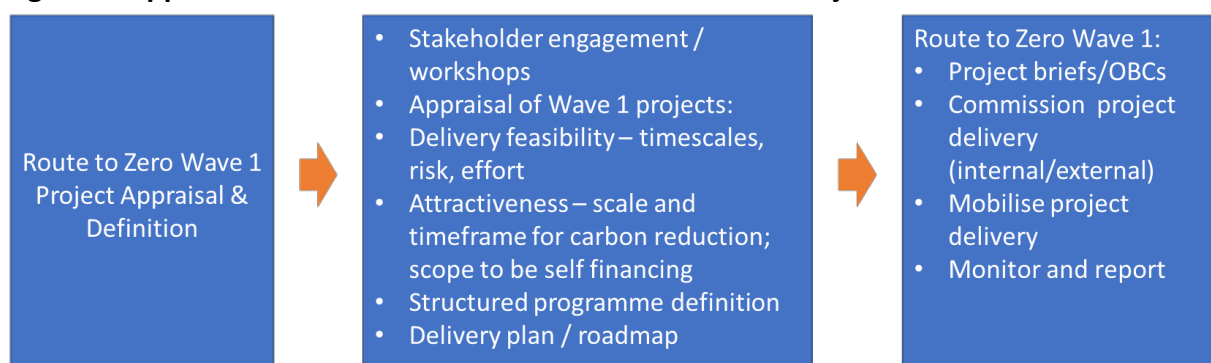 Route to Zero Wave 1
Project Appraisal &
Definition
• Stakeholder engagement /
workshops
• Appraisal of Wave 1 projects:
• Delivery feasibility – timescales,
risk, effort
• Attractiveness – scale and
timeframe for carbon reduction;
scope to be self financing
• Structured programme definition
• Delivery plan / roadmap
Route to Zero Wave 1:
• Project briefs/OBCs
• Commission project
delivery
(internal/external)
• Mobilise project
delivery
• Monitor and report